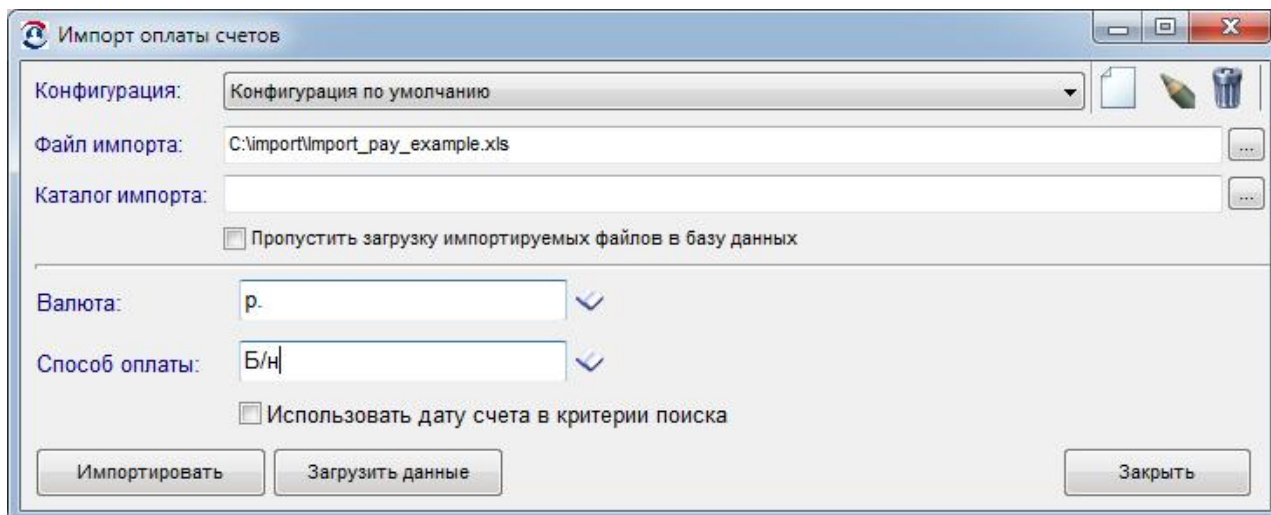 Импорт оплаты счетов
Конфигурация: Конфигурация по умолчанию
Файл импорта: C:\import\Import_pay_example.xls ...
Каталог импорта: ...
Пропустить загрузку импортируемых файлов в базу данных
Валюта: р.
Способ оплаты: Б/н
Использовать дату счета в критерии поиска
Импортировать Загрузить данные Закрыть